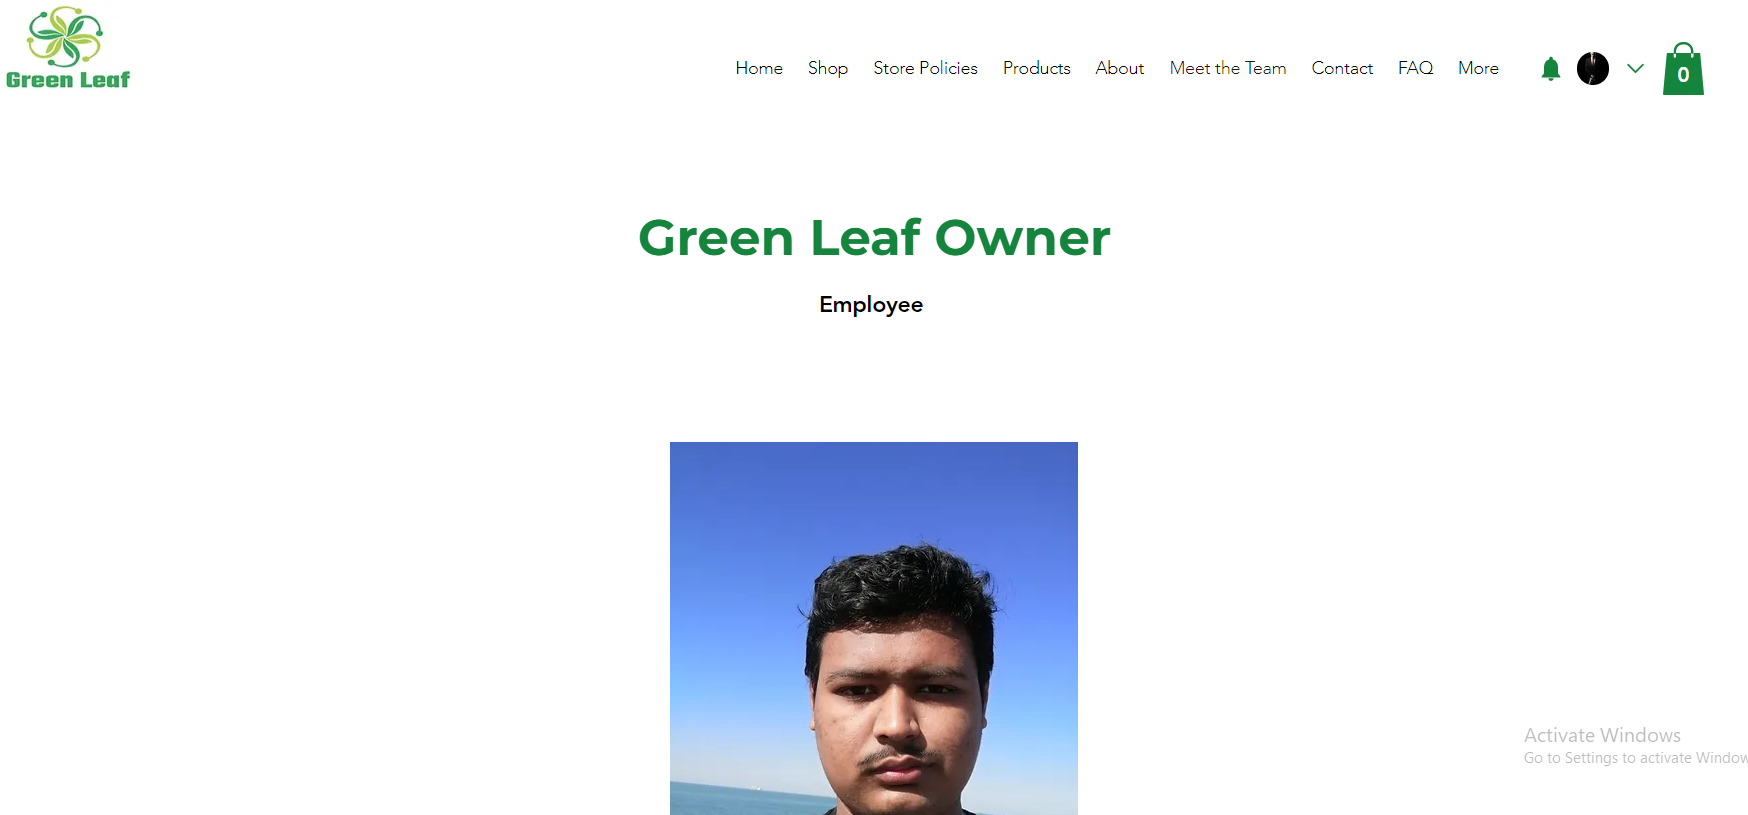 Green Leaf
Home Shop Store Policies Products About Meet the Team Contact FAQ More
0
Green Leaf Owner
Employee
Activate Windows
Go to Settings to activate Window